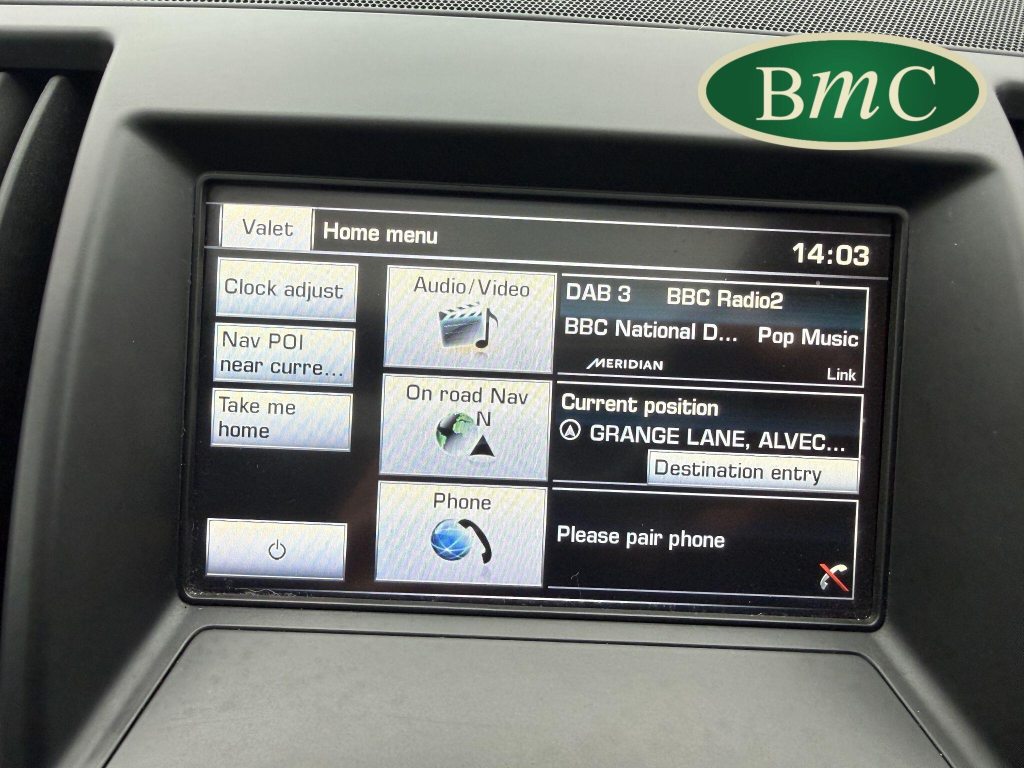 BmC
Valet
Home menu
14:03
Clock adjust
Nav POI
near curre...
Take me
home
Audio/Video
On road Nav
N
Phone
DAB 3 BBC Radio2
BBC National D... Pop Music
MERIDIAN
Link
Current position
GRANGE LANE, ALVEC...
Destination entry
Please pair phone